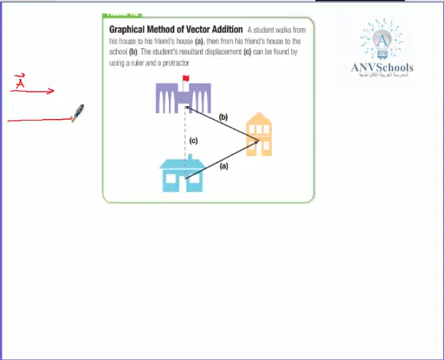 Graphical Method of Vector Addition A student walks from
his house to his friend's house (a), then from his friend's house to the
school (b). The student's resultant displacement (c) can be found by
using a ruler and a protractor
ANVSchools
A
(b)
(c)
(a)